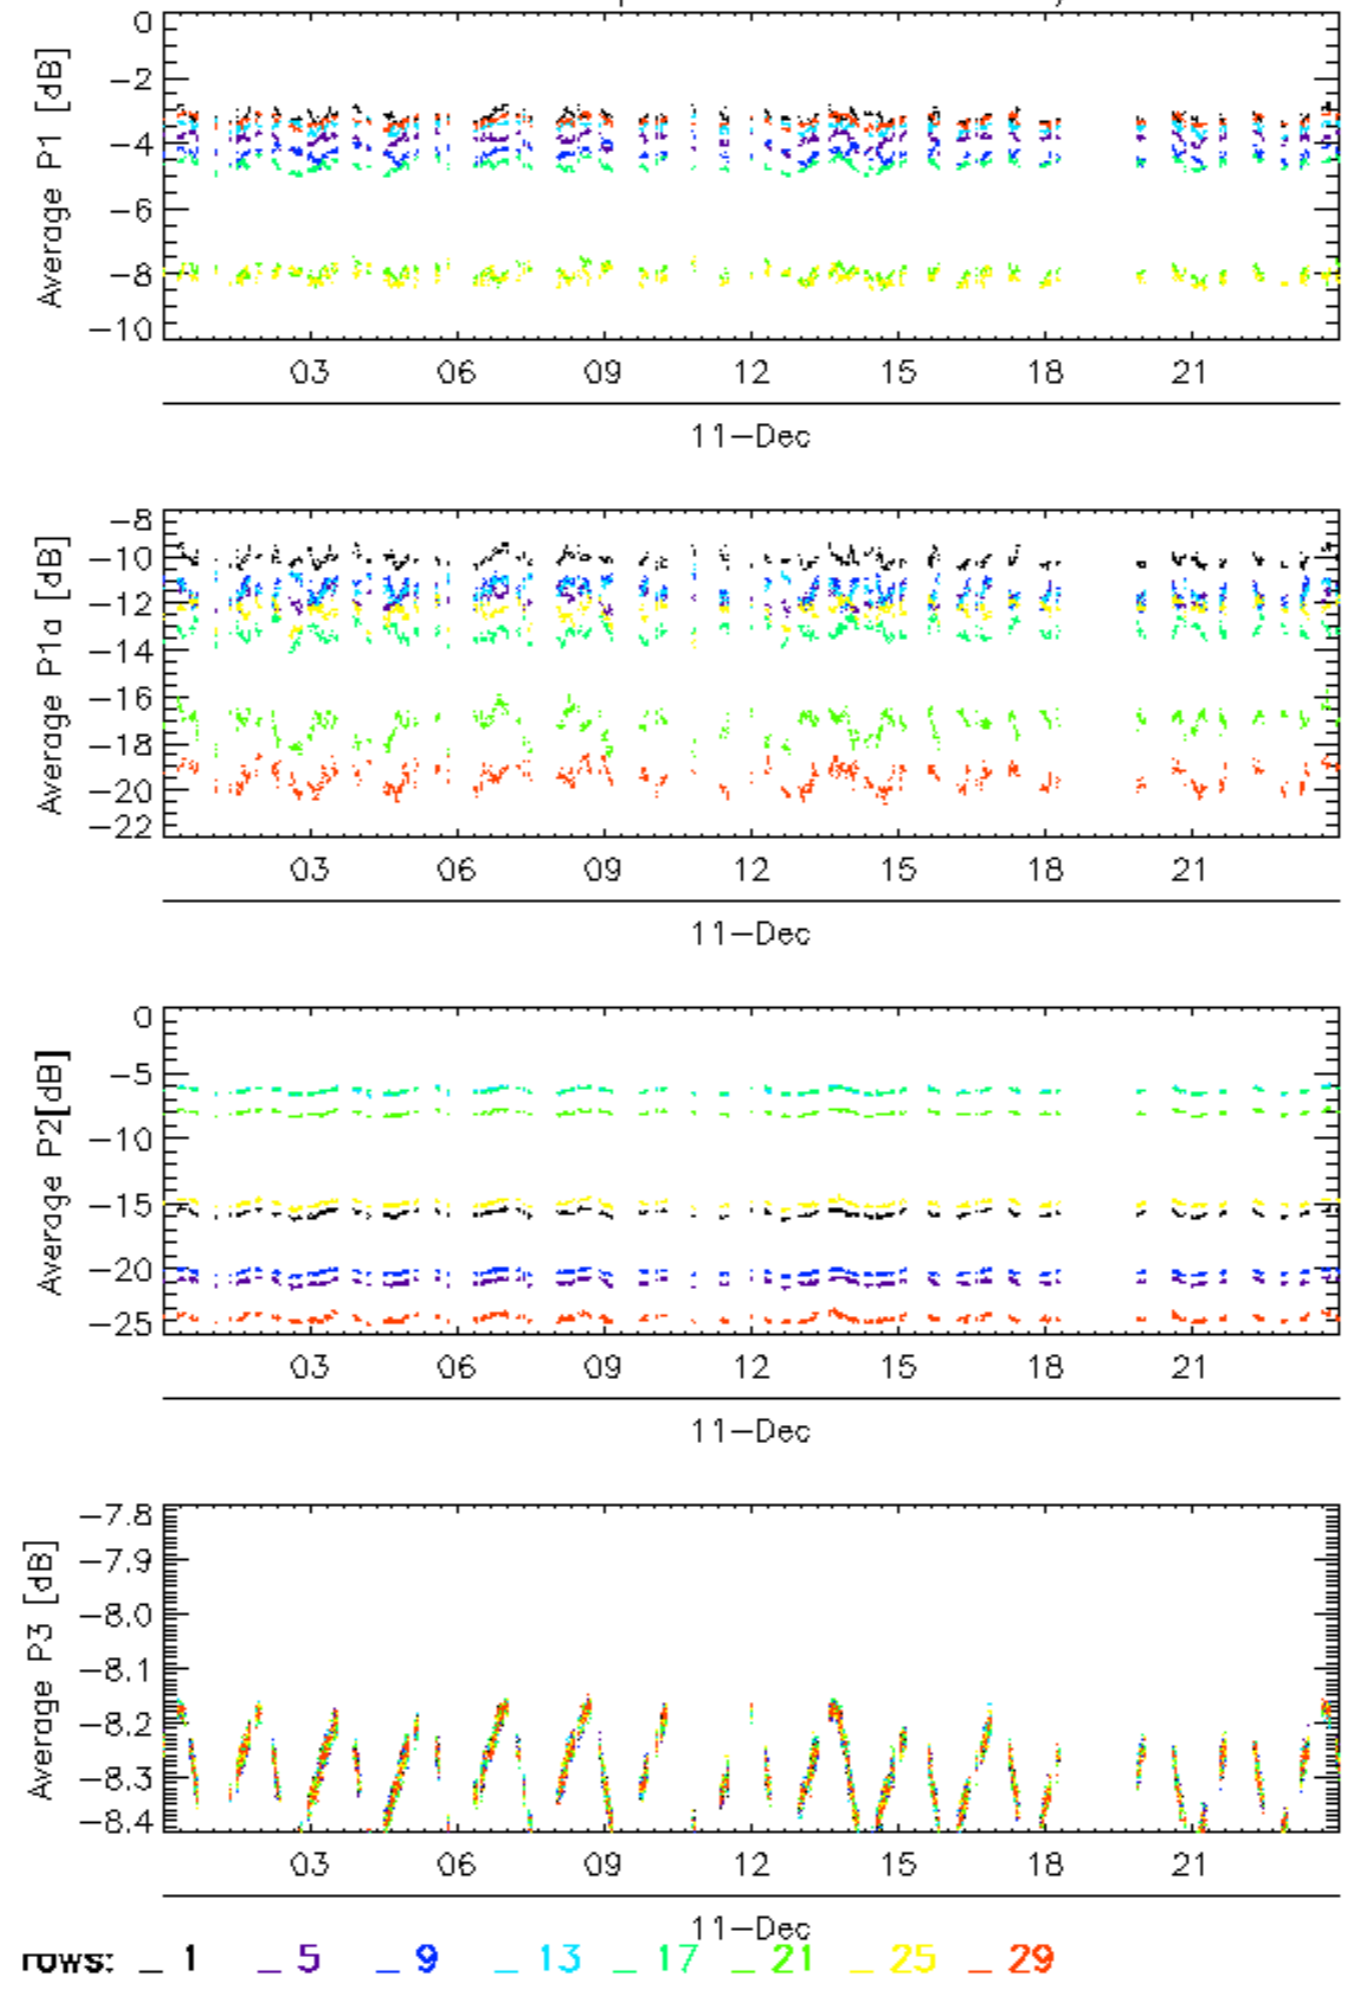 Average P1 [dB]
0
−2
−4
−6
−8
−10
03 06 09 12 15 18 21
11−Dec
Average P1a [dB]
−8
−10
−12
−14
−16
−18
−20
−22
03 06 09 12 15 18 21
11−Dec
Average P2[dB]
0
−5
−10
−15
−20
−25
03 06 09 12 15 18 21
11−Dec
Average P3 [dB]
−7.8
−7.9
−8.0
−8.1
−8.2
−8.3
−8.4
03 06 09 12 15 18 21
11−Dec
rows: _ 1 _ 5 _ 9 _ 13 _ 17 _ 21 _ 25 _ 29